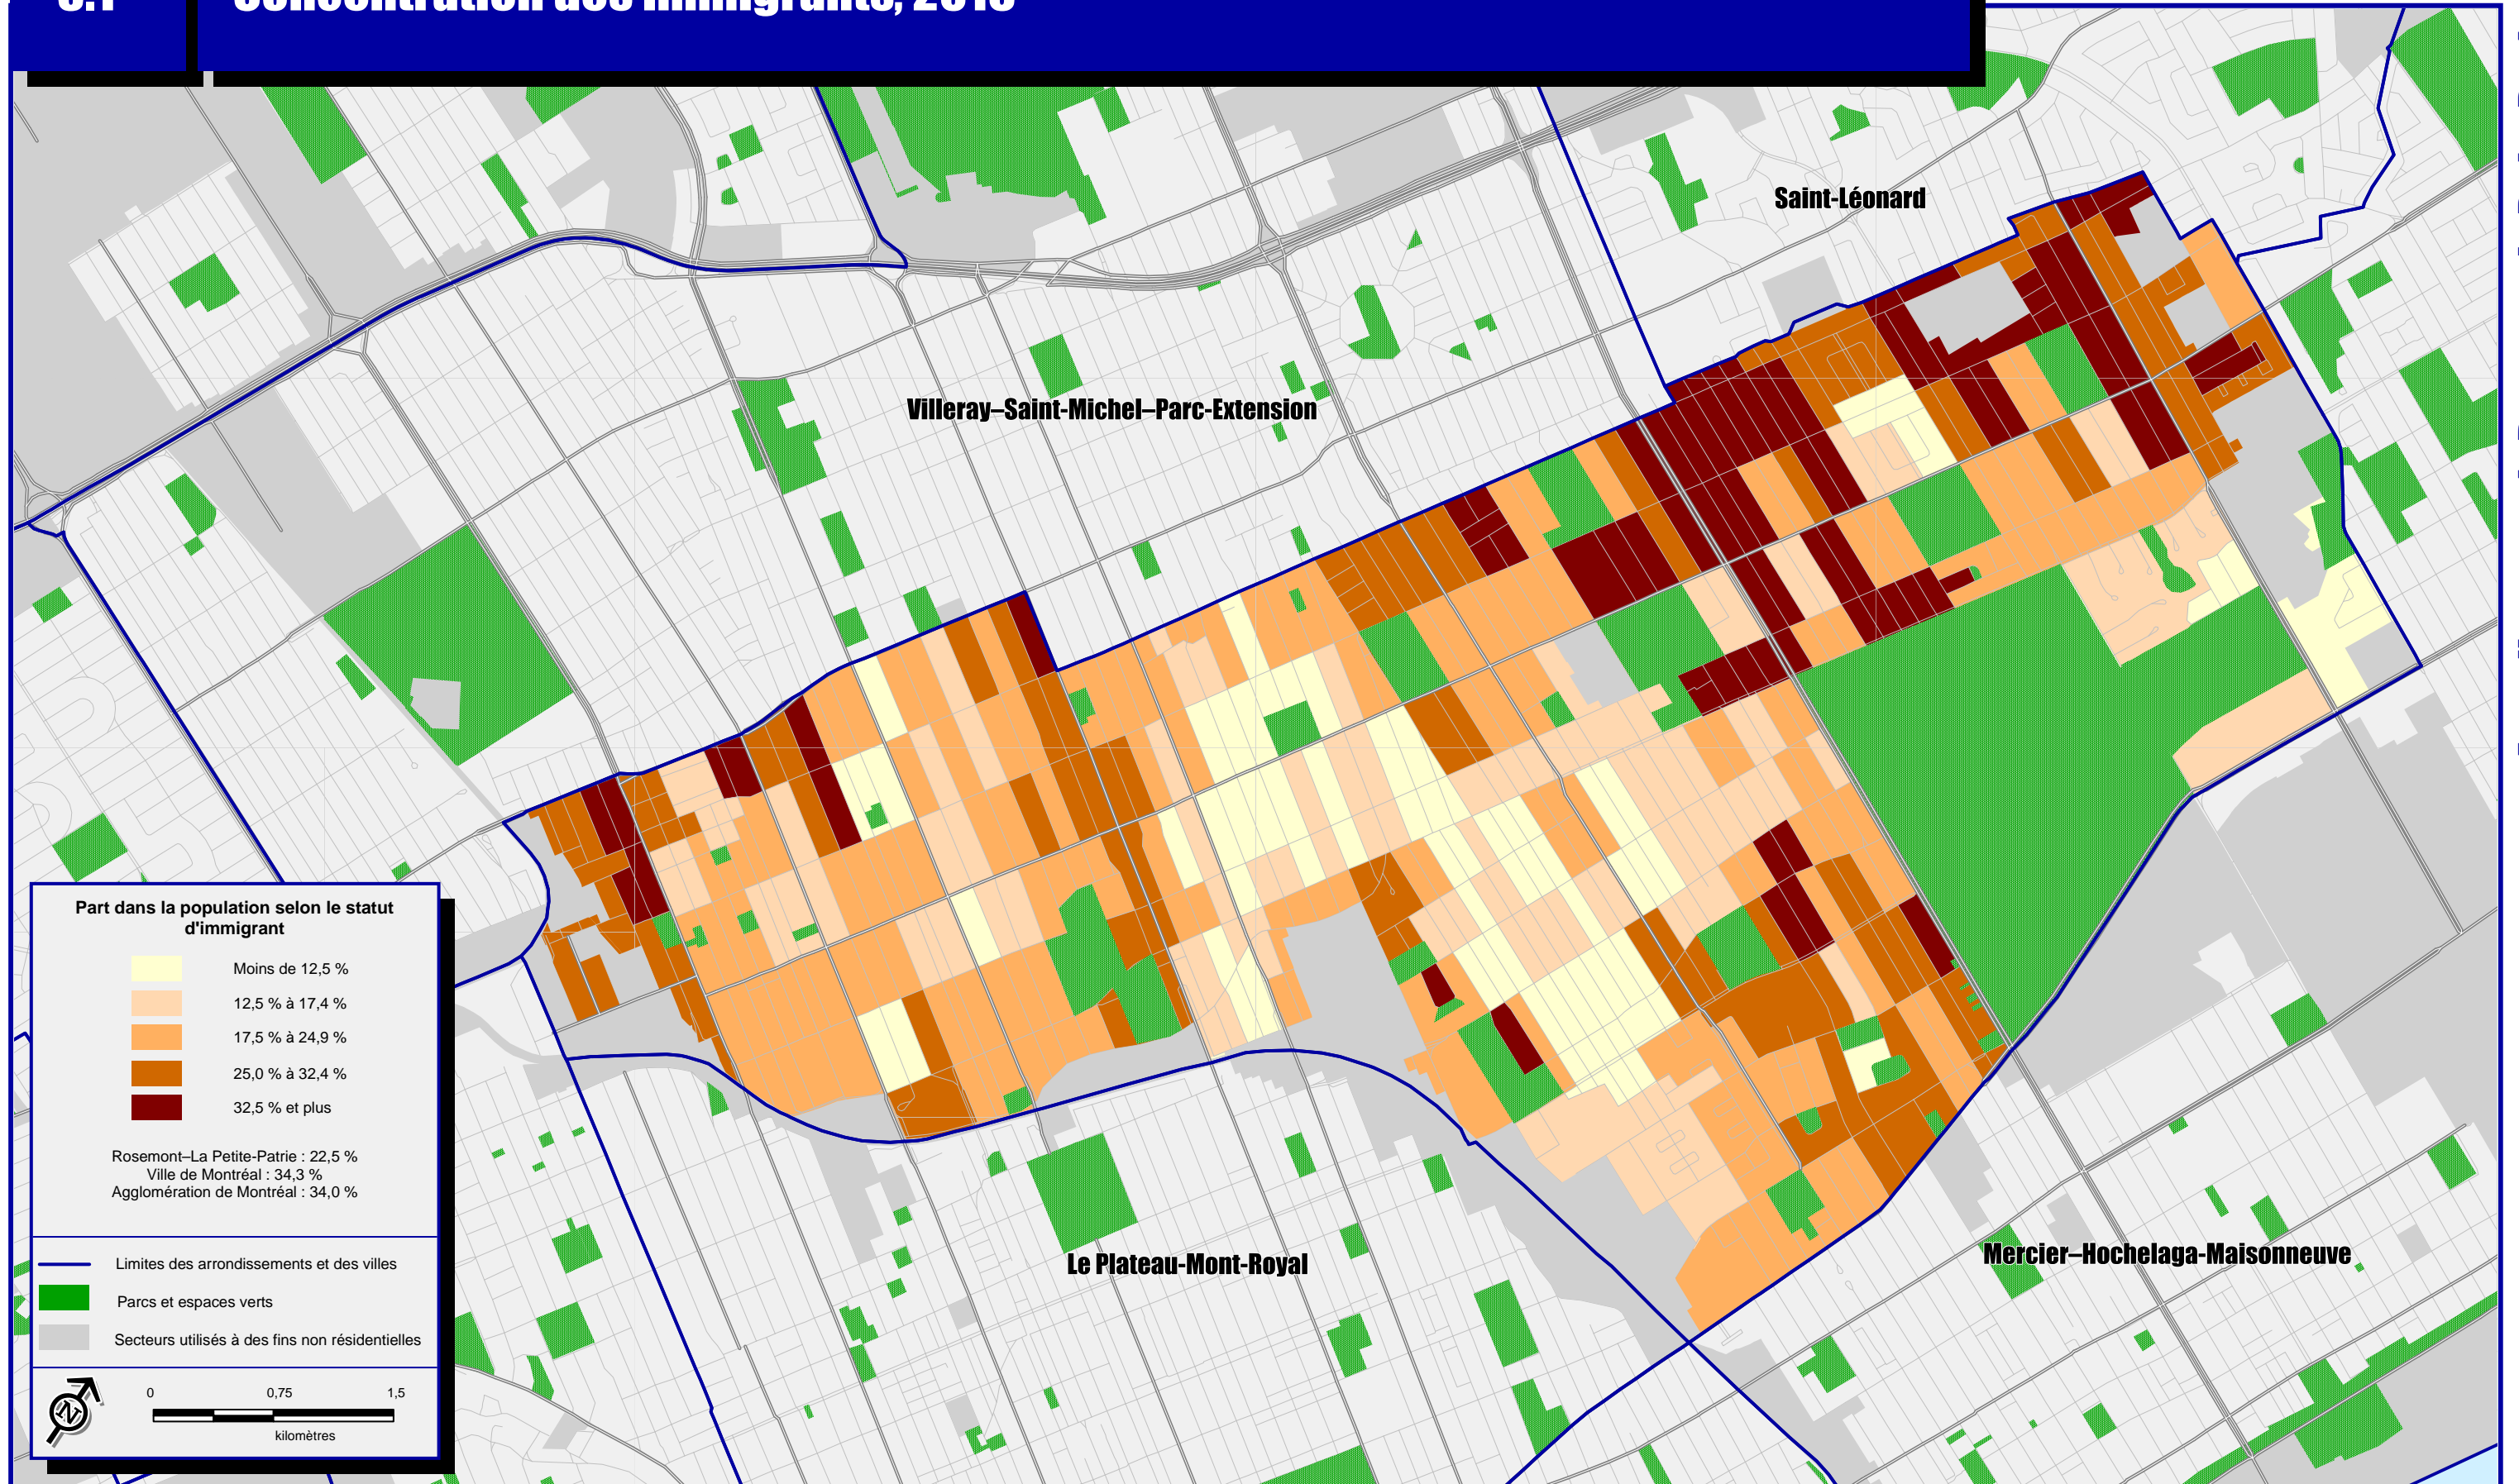 Concentration des immigrants, 2016
Saint-Léonard
Villeray–Saint-Michel–Parc-Extension
Le Plateau-Mont-Royal
Mercier–Hochelaga-Maisonneuve
Part dans la population selon le statut
d'immigrant
Moins de 12,5 %
12,5 % à 17,4 %
17,5 % à 24,9 %
25,0 % à 32,4 %
32,5 % et plus
Rosemont–La Petite-Patrie : 22,5 %
Ville de Montréal : 34,3 %
Agglomération de Montréal : 34,0 %
Limites des arrondissements et des villes
Parcs et espaces verts
Secteurs utilisés à des fins non résidentielles
N
0 0,75 1,5
kilomètres